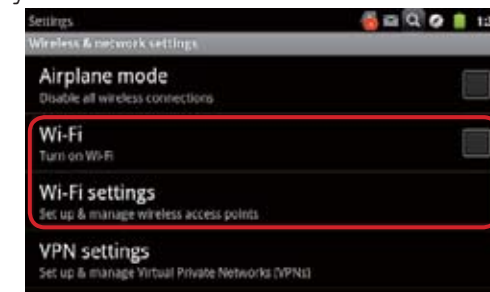 Settings
Wireless & network settings
Airplane mode
Disable all wireless connections
Wi-Fi
Turn on Wi-Fi
Wi-Fi settings
Set up & manage wireless access points
VPN settings
Set up & manage Virtual Private Networks (VPNs)